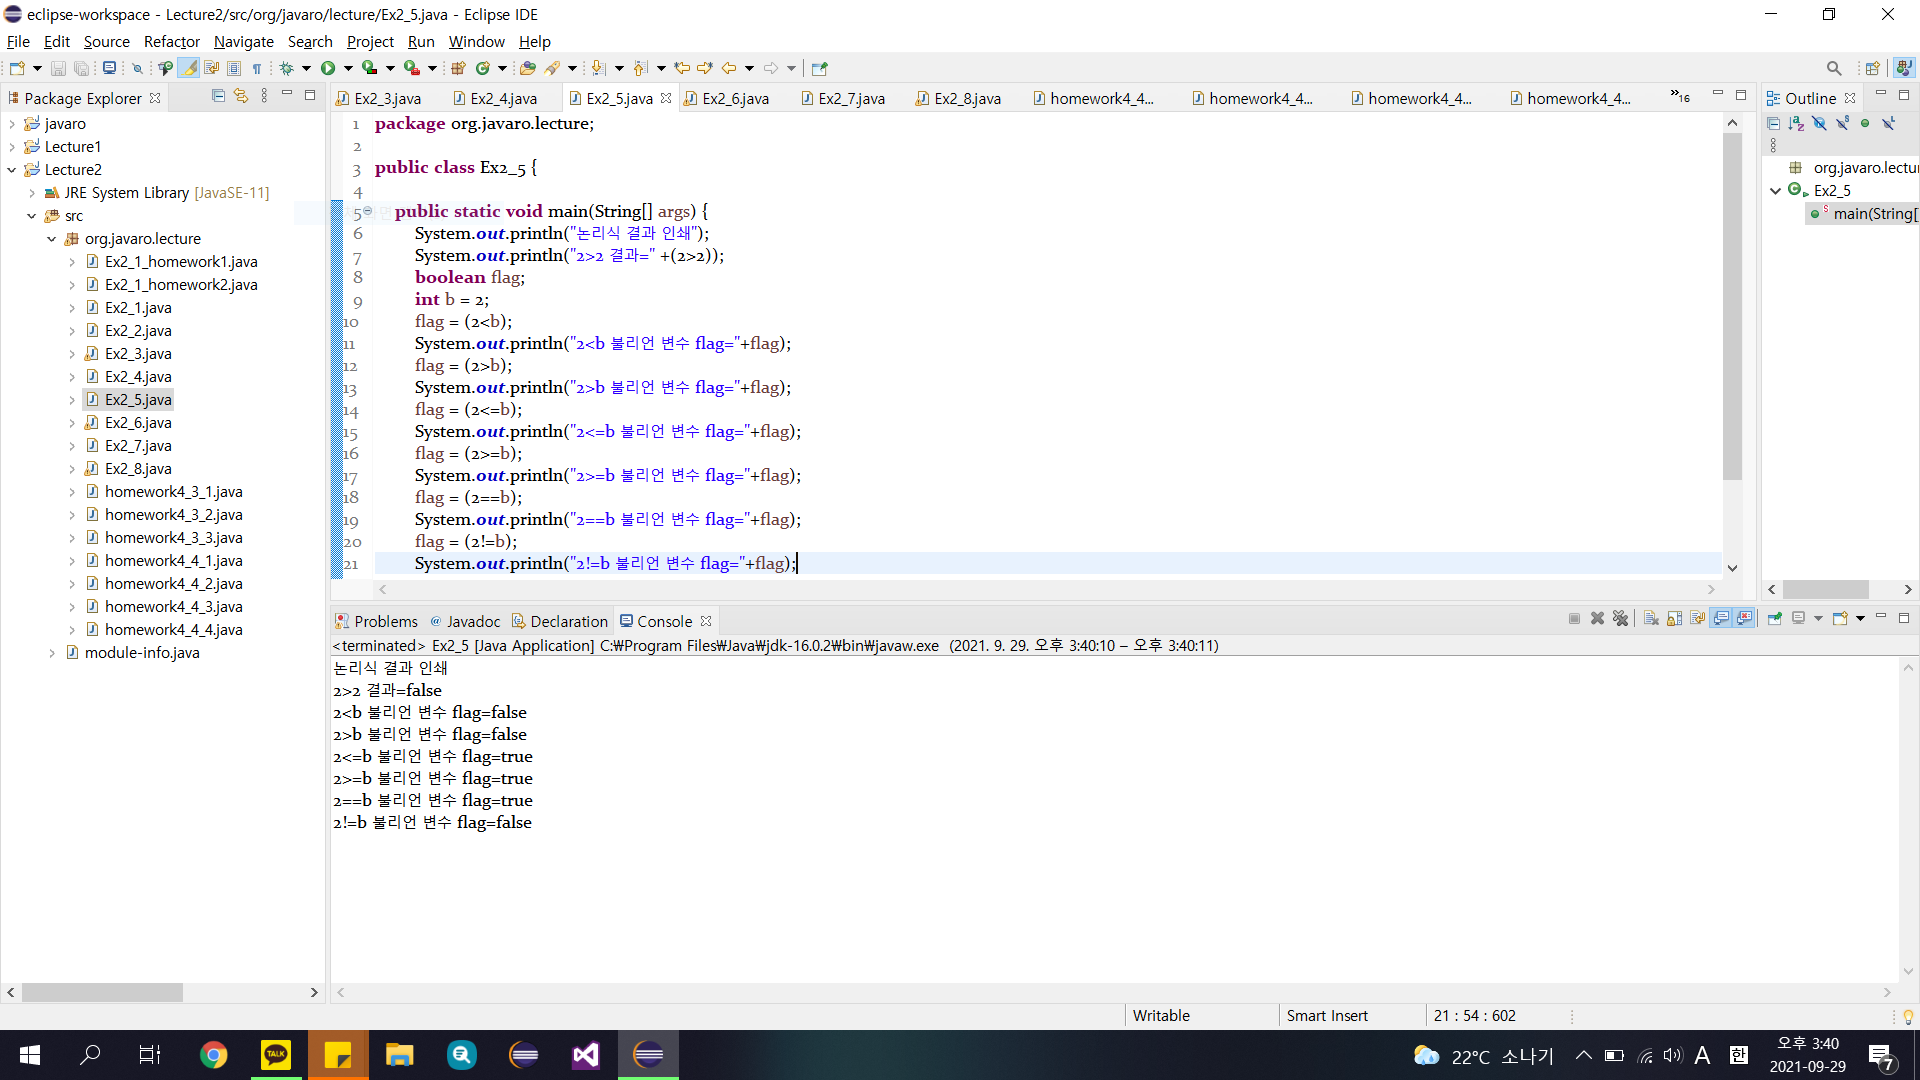 eclipse-workspace - Lecture2/src/org/javaro/lecture/Ex2_5.java - Eclipse IDE
File Edit Source Refactor Navigate Search Project Run Window Help
Package Explorer
javaro
Lecture1
Lecture2
JRE System Library [JavaSE-11]
src
org.javaro.lecture
Ex2_1_homework1.java
Ex2_1_homework2.java
Ex2_1.java
Ex2_2.java
Ex2_3.java
Ex2_4.java
Ex2_5.java
Ex2_6.java
Ex2_7.java
Ex2_8.java
homework4_3_1.java
homework4_3_2.java
homework4_3_3.java
homework4_4_1.java
homework4_4_2.java
homework4_4_3.java
homework4_4_4.java
module-info.java
Ex2_3.java Ex2_4.java Ex2_5.java Ex2_6.java Ex2_7.java Ex2_8.java homework4_4... homework4_4... homework4_4... homework4_4... »16
1 package org.javaro.lecture;
2
3 public class Ex2_5 {
4
5 public static void main(String[] args) {
6 System.out.println("논리식 결과 인쇄");
7 System.out.println("2>2 결과=" +(2>2));
8 boolean flag;
9 int b = 2;
10 flag = (2<b);
11 System.out.println("2<b 불리언 변수 flag="+flag);
12 flag = (2>b);
13 System.out.println("2>b 불리언 변수 flag="+flag);
14 flag = (2<=b);
15 System.out.println("2<=b 불리언 변수 flag="+flag);
16 flag = (2>=b);
17 System.out.println("2>=b 불리언 변수 flag="+flag);
18 flag = (2==b);
19 System.out.println("2==b 불리언 변수 flag="+flag);
20 flag = (2!=b);
21 System.out.println("2!=b 불리언 변수 flag="+flag);
Outline
org.javaro.lectu
Ex2_5
main(String[
Problems @ Javadoc Declaration Console
<terminated> Ex2_5 [Java Application] C:₩Program Files₩Java₩jdk-16.0.2₩bin₩javaw.exe (2021. 9. 29. 오후 3:40:10 – 오후 3:40:11)
논리식 결과 인쇄
2>2 결과=false
2<b 불리언 변수 flag=false
2>b 불리언 변수 flag=false
2<=b 불리언 변수 flag=true
2>=b 불리언 변수 flag=true
2==b 불리언 변수 flag=true
2!=b 불리언 변수 flag=false
Writable Smart Insert 21 : 54 : 602
TALK
22°C 소나기 A 한 오후 3:40
2021-09-29
7